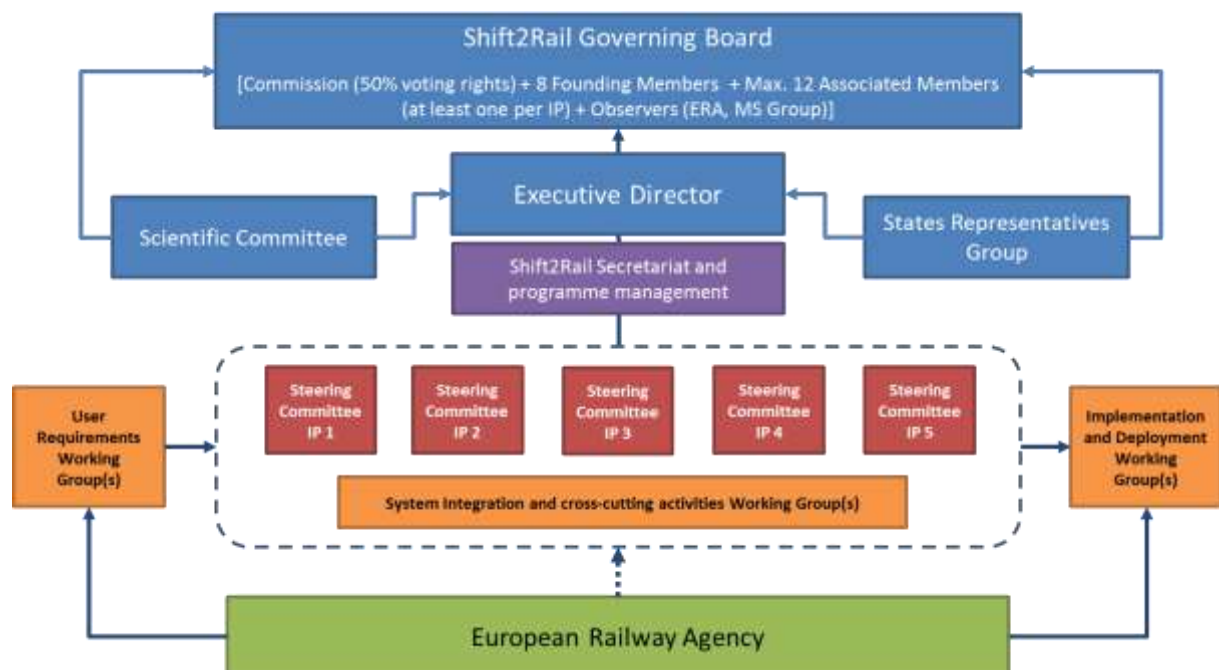 Shift2Rail Governing Board
[Commission (50% voting rights) + 8 Founding Members + Max. 12 Associated Members
(at least one per IP) + Observers (ERA, MS Group)]
Executive Director
Scientific Committee
States Representatives
Group
Shift2Rail Secretariat and
programme management
Steering
Committee
IP 1
Steering
Committee
IP 2
Steering
Committee
IP 3
Steering
Committee
IP 4
Steering
Committee
IP 5
User
Requirements
Working
Group(s)
Implementation
and Deployment
Working
Group(s)
System Integration and cross-cutting activities Working Group(s)
European Railway Agency